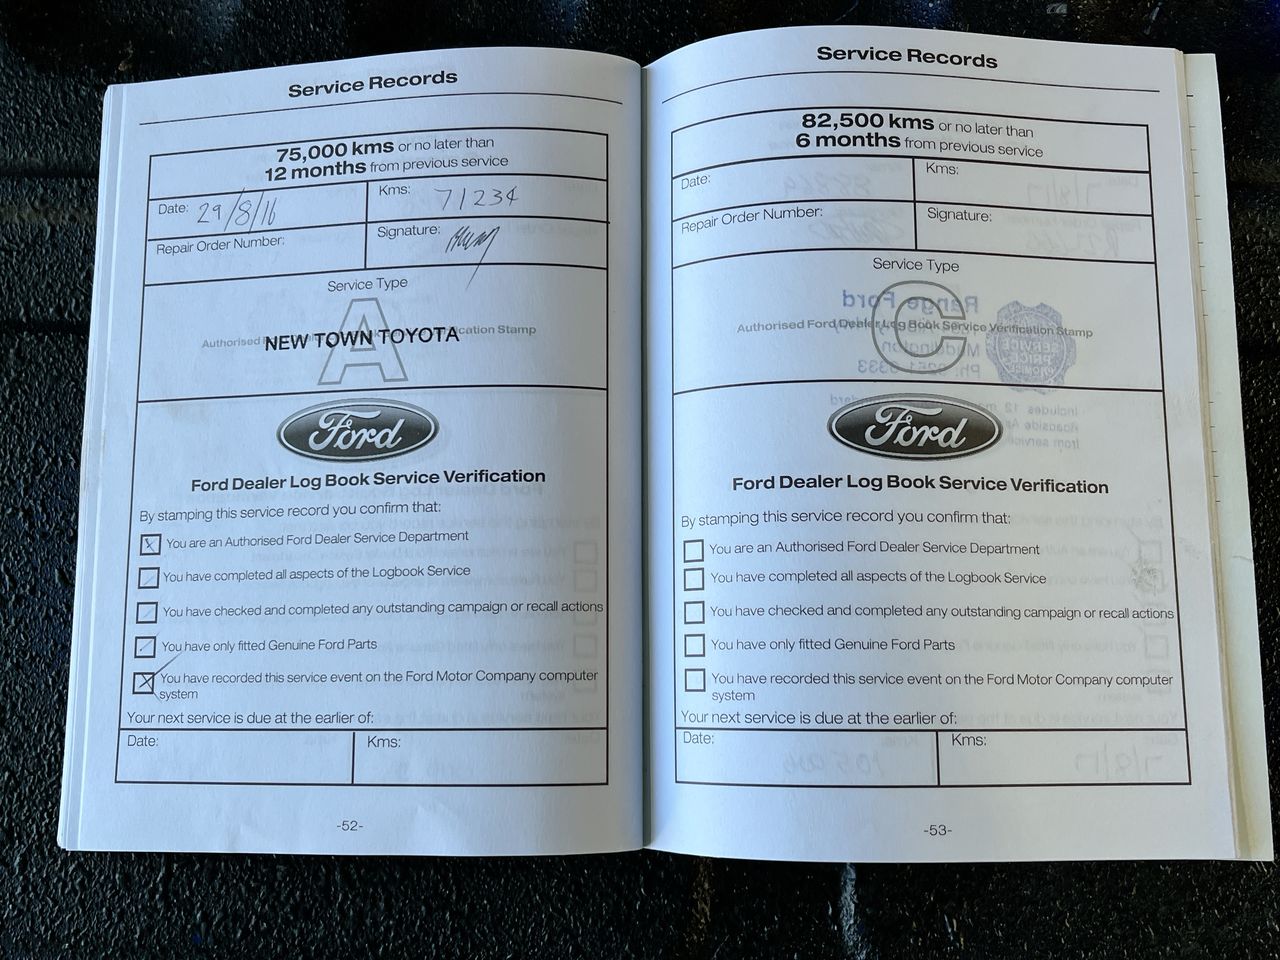 Service Records
75,000 kms or no later than
12 months from previous service
Date: 29/8/16
Kms: 71234
Repair Order Number:
Signature:
Service Type
A
Authorised Ford Dealer Log Book Service Verification Stamp
NEW TOWN TOYOTA
Ford
Ford Dealer Log Book Service Verification
By stamping this service record you confirm that:
You are an Authorised Ford Dealer Service Department
You have completed all aspects of the Logbook Service
You have checked and completed any outstanding campaign or recall actions
You have only fitted Genuine Ford Parts
You have recorded this service event on the Ford Motor Company computer
system
Your next service is due at the earlier of:
Date:
Kms:
-52-
Service Records
82,500 kms or no later than
6 months from previous service
Date:
Kms:
Repair Order Number:
Signature:
Service Type
C
Authorised Ford Dealer Log Book Service Verification Stamp
Ford
Ford Dealer Log Book Service Verification
By stamping this service record you confirm that:
You are an Authorised Ford Dealer Service Department
You have completed all aspects of the Logbook Service
You have checked and completed any outstanding campaign or recall actions
You have only fitted Genuine Ford Parts
You have recorded this service event on the Ford Motor Company computer
system
Your next service is due at the earlier of:
Date:
Kms:
-53-